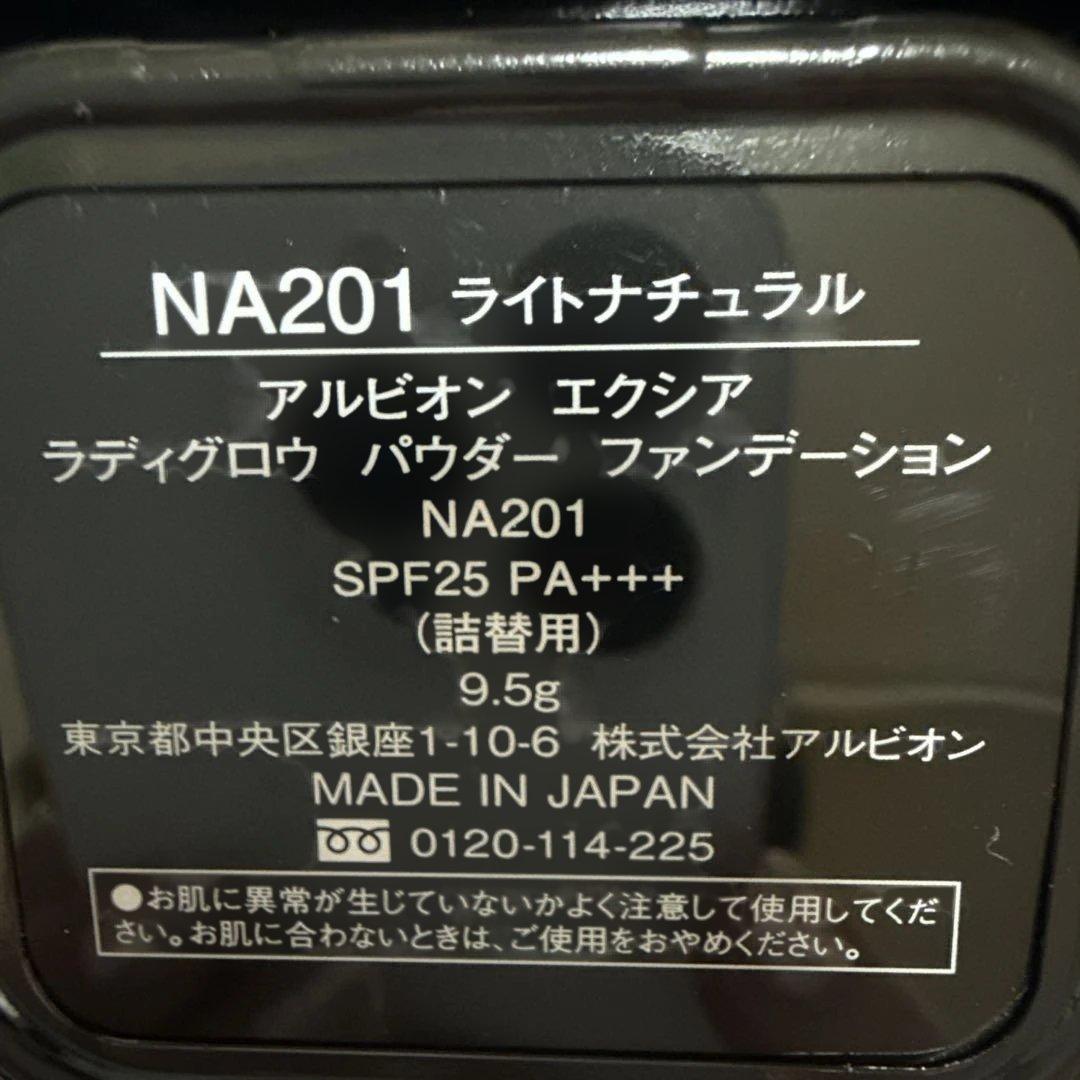 NA201 ライトナチュラル
アルビオン エクシア
ラディグロウ パウダー ファンデーション
NA201
SPF25 PA+++
(詰替用)
9.5g
東京都中央区銀座1-10-6 株式会社アルビオン
MADE IN JAPAN
0120-114-225
●お肌に異常が生じていないかよく注意して使用してくだ
さい。お肌に合わないときは、ご使用をおやめください。